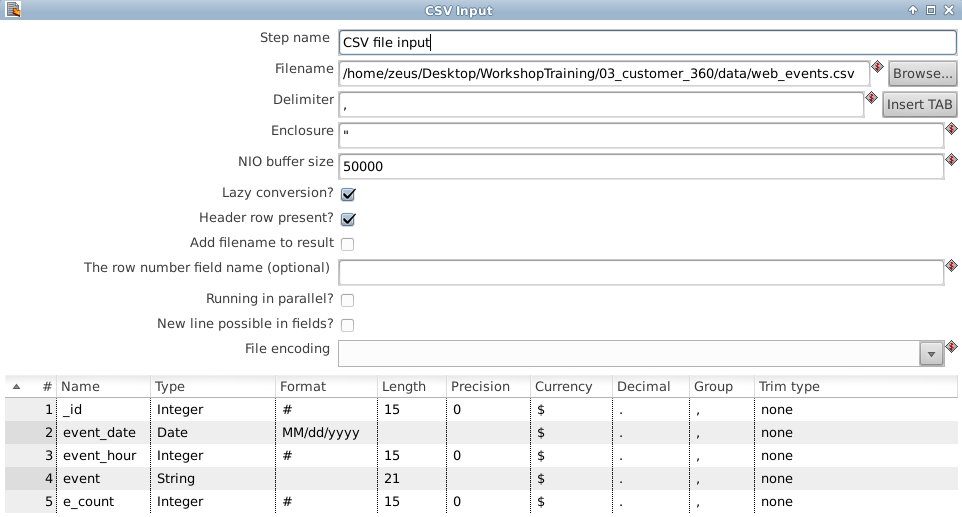 CSV Input
Step name CSV file input
Filename /home/zeus/Desktop/WorkshopTraining/03_customer_360/data/web_events.csv Browse...
Delimiter , Insert TAB
Enclosure "
NIO buffer size 50000
Lazy conversion?
Header row present?
Add filename to result
The row number field name (optional)
Running in parallel?
New line possible in fields?
File encoding
# Name Type Format Length Precision Currency Decimal Group Trim type
1 _id Integer # 15 0 $ . , none
2 event_date Date MM/dd/yyyy $ . , none
3 event_hour Integer # 15 0 $ . , none
4 event String 21 $ . , none
5 e_count Integer # 15 0 $ . , none